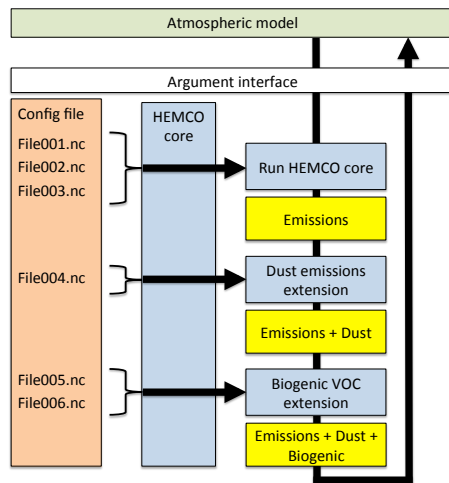 Atmospheric model
Argument interface
Config file
File001.nc
File002.nc
File003.nc
File004.nc
File005.nc
File006.nc
HEMCO
core
Run HEMCO core
Emissions
Dust emissions
extension
Emissions + Dust
Biogenic VOC
extension
Emissions + Dust +
Biogenic